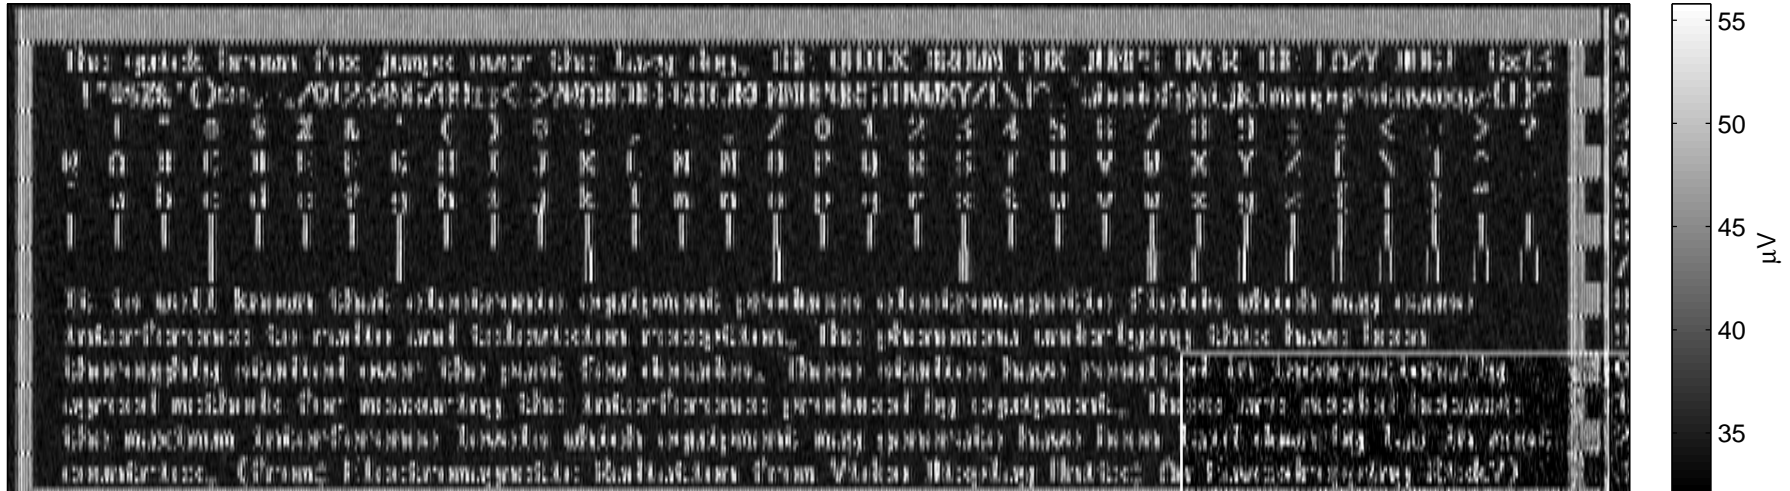 The quick brown fox jumps over the lazy dog. THE QUICK BROWN FOX JUMPS OVER THE LAZY DOG!
! " # $ % & ' ( ) * + , - . / 0 1 2 3 4 5 6 7 8 9 : ; < = > ?
@ A B C D E F G H I J K L M N O P Q R S T U V W X Y Z [ \ ] ^ _
` a b c d e f g h i j k l m n o p q r s t u v w x y z { | } ~
It is well known that electronic equipment produces electromagnetic fields which may cause
interference to radio and television reception. The phenomena underlying this have been
thoroughly studied over the past few decades. These studies have resulted in internationally
agreed methods for measuring the interference produced by equipment. These are needed because
the maximum interference levels which equipment may generate have been laid down by law in most
countries. (from: Electromagnetic Radiation from Video Display Units: An Eavesdropping Risk?)
55
50
45
40
35
µV